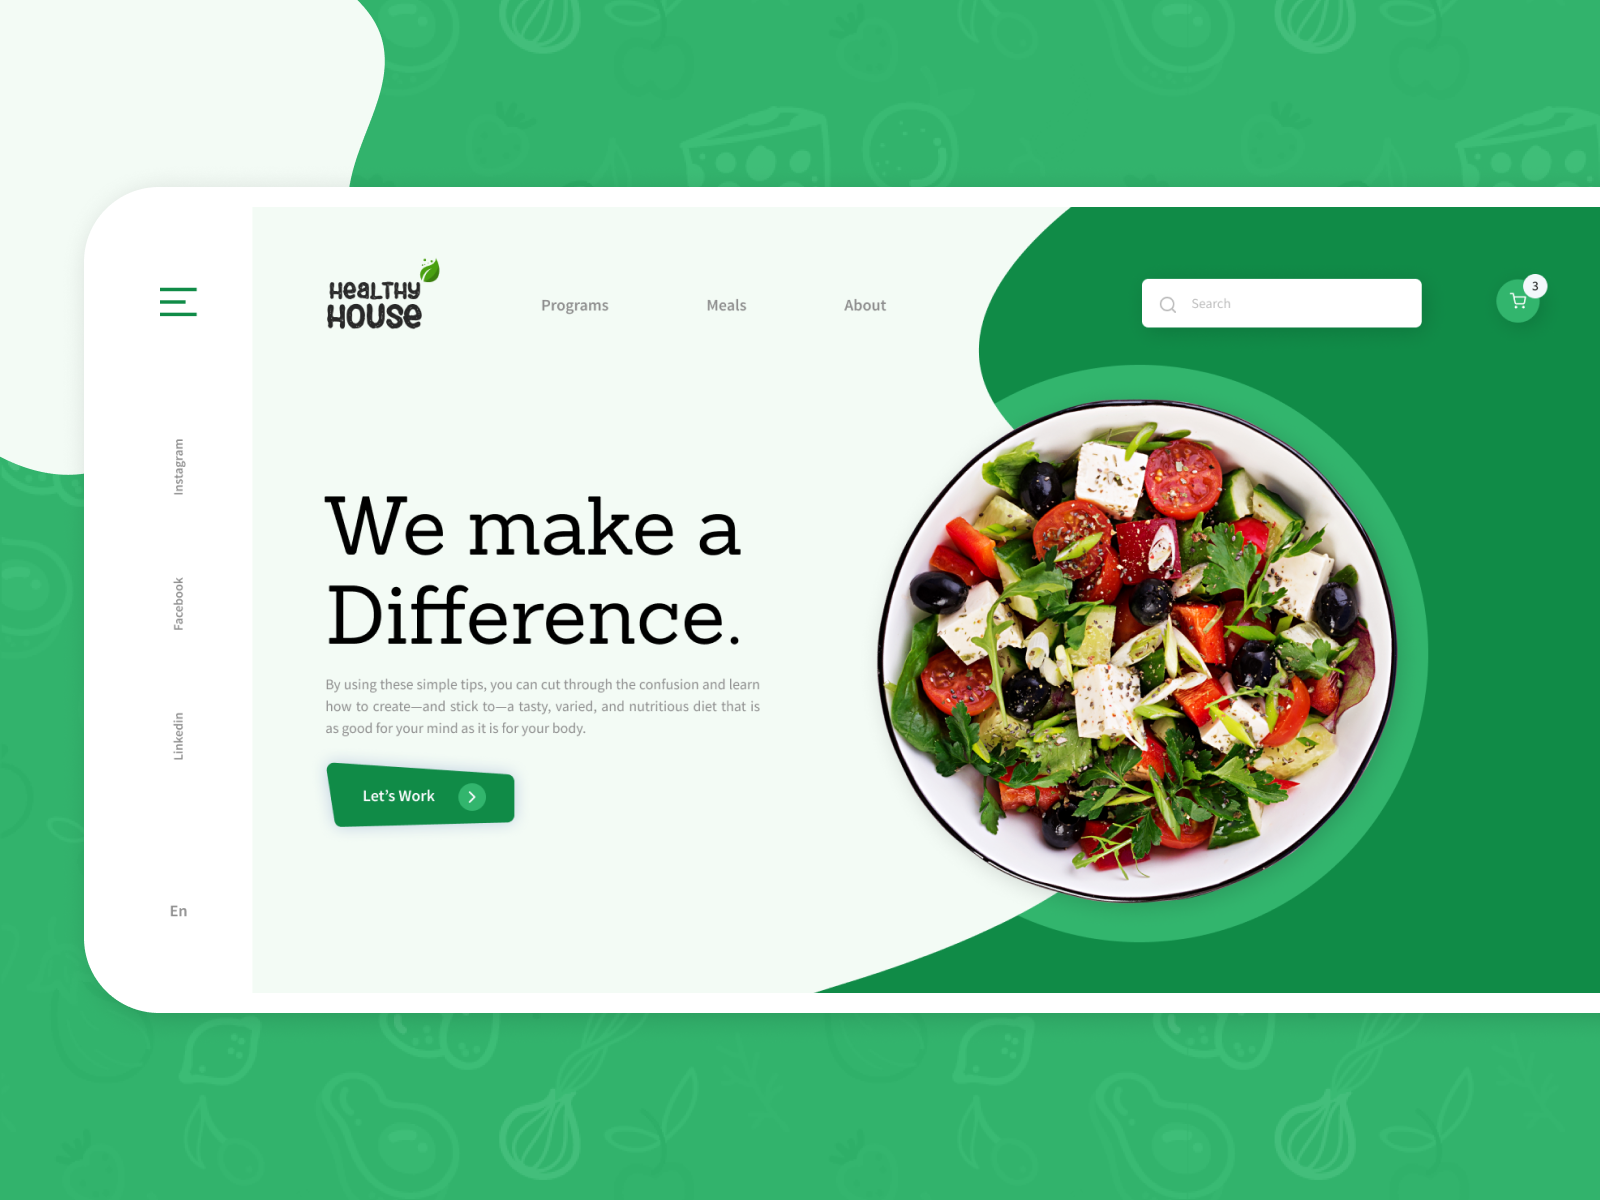 HEALTHY
HOUSE
Programs
Meals
About
Search
3
Instagram
Facebook
Linkedin
En
We make a
Difference.
By using these simple tips, you can cut through the confusion and learn
how to create—and stick to—a tasty, varied, and nutritious diet that is
as good for your mind as it is for your body.
Let’s Work